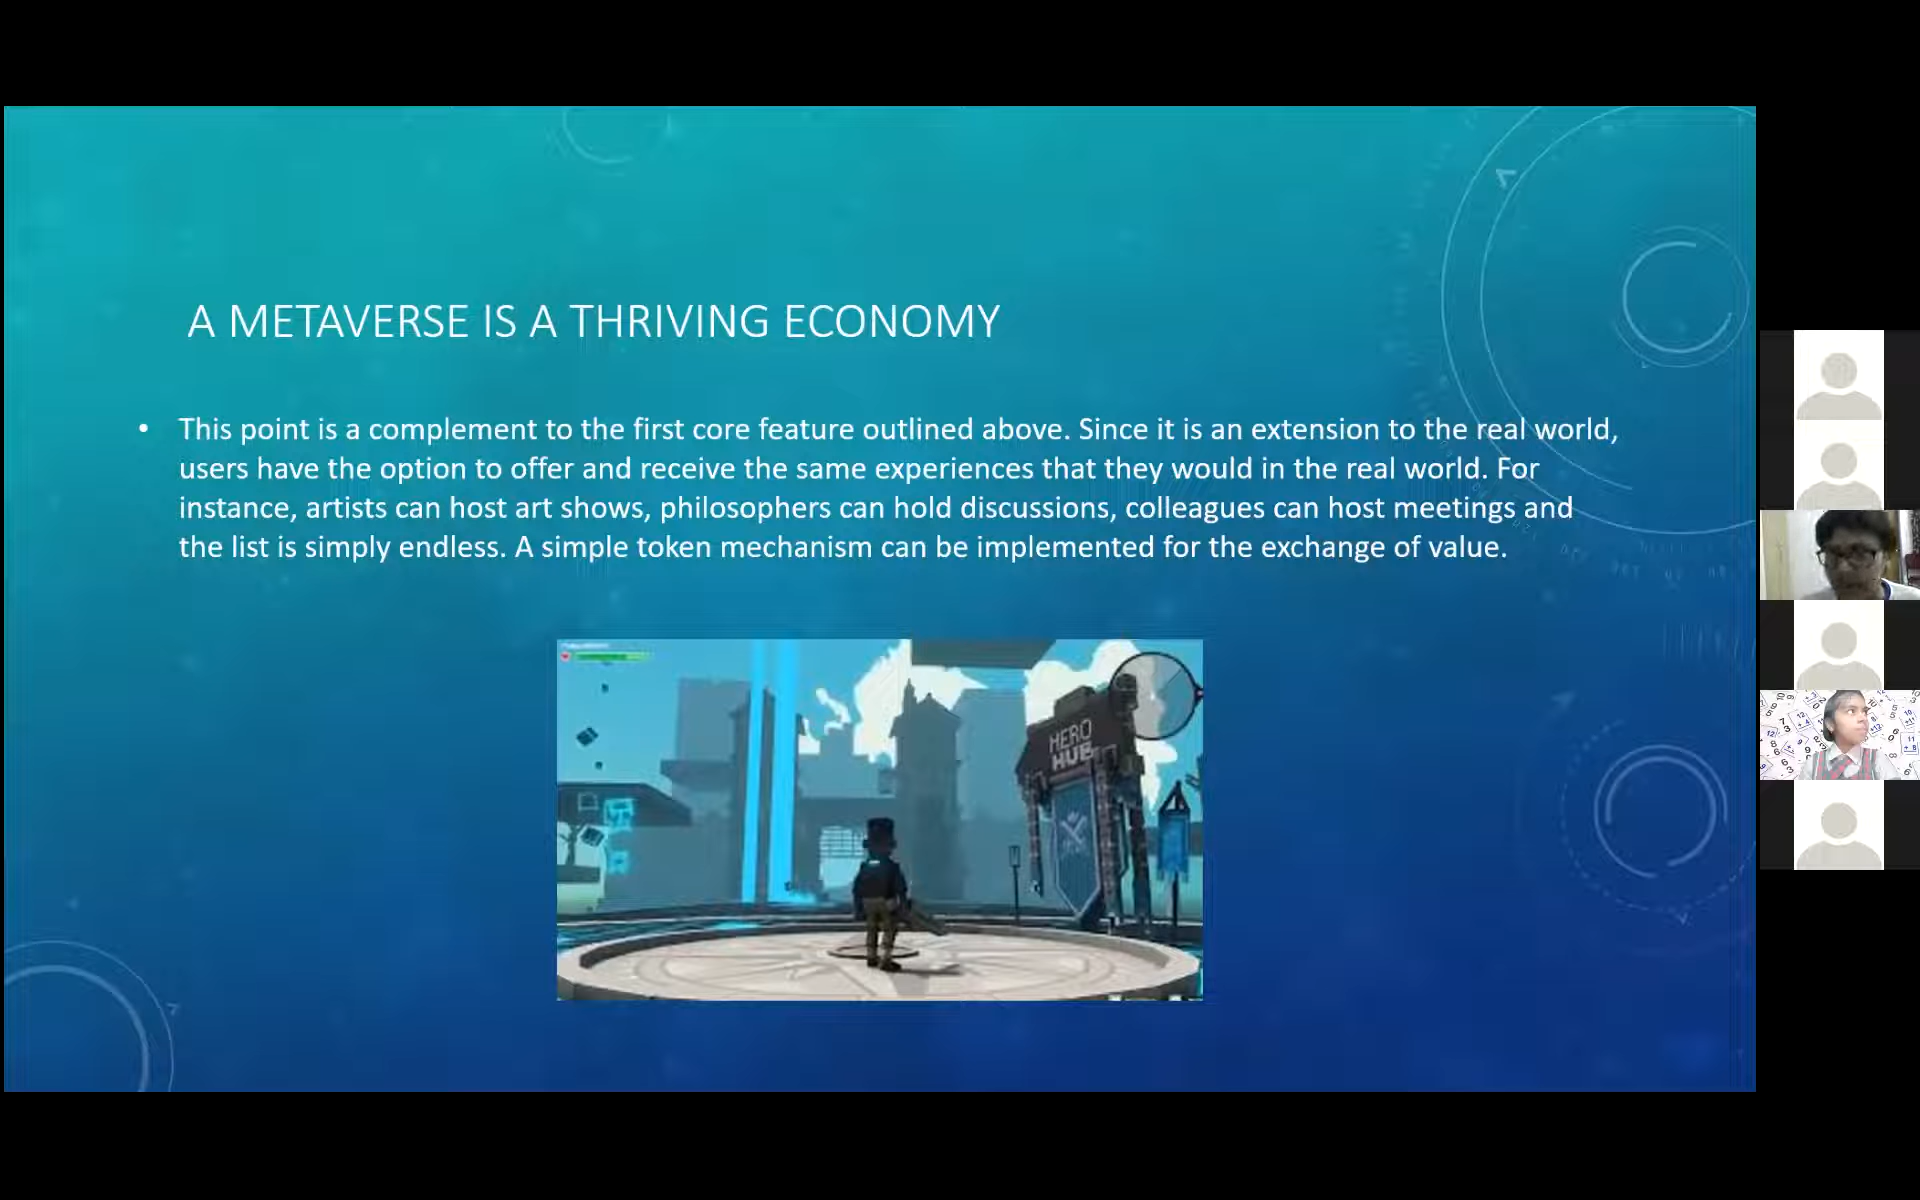 A METAVERSE IS A THRIVING ECONOMY
• This point is a complement to the first core feature outlined above. Since it is an extension to the real world,
users have the option to offer and receive the same experiences that they would in the real world. For
instance, artists can host art shows, philosophers can hold discussions, colleagues can host meetings and
the list is simply endless. A simple token mechanism can be implemented for the exchange of value.
HERO
HUB